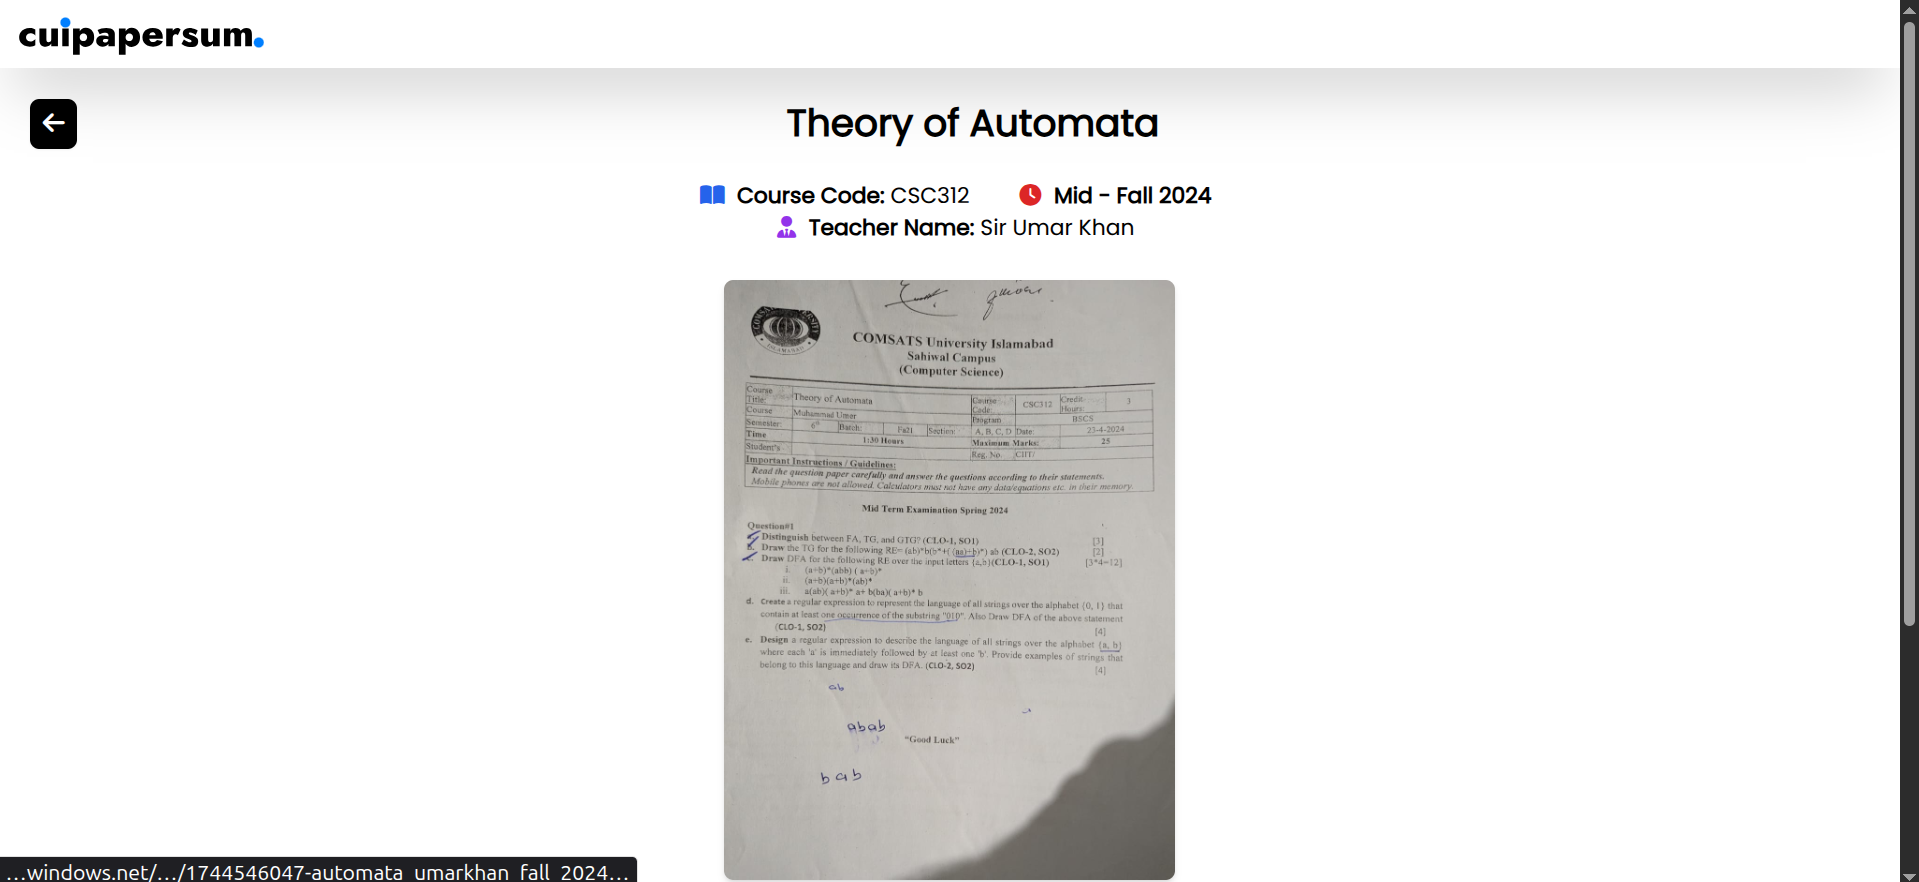 cuipapersum.
Theory of Automata
Course Code: CSC312
Mid - Fall 2024
Teacher Name: Sir Umar Khan
COMSATS University Islamabad
Sahiwal Campus
(Computer Science)
Course Title: Theory of Automata Course Code: CSC312 Credit Hours: 3
Course Muhammad Umar Program BSCS
Semester: 6th Batch: Fa21 Section: A, B, C, D Date: 23-4-2024
Time 1:30 Hours Maximum Marks: 25
Student's Reg. No. CIIT/
Important Instructions / Guidelines:
Read the question paper carefully and answer the questions according to their statements.
Mobile phones are not allowed. Calculators must not have any data/equations etc. in their memory.
Mid Term Examination Spring 2024
Question#1
Distinguish between FA, TG, and GTG? (CLO-1, SO1) [3]
b. Draw the TG for the following RE= (ab)*b(b*+( (aa)+b)*) ab (CLO-2, SO2) [2]
Draw DFA for the following RE over the input letters {a,b}(CLO-1, SO1) [3*4=12]
i. (a+b)*(abb) ( a+b)*
ii. (a+b)(a+b)*(ab)*
iii. a(ab)( a+b)* a+ b(ba)( a+b)* b
d. Create a regular expression to represent the language of all strings over the alphabet {0, 1} that
contain at least one occurrence of the substring "010". Also Draw DFA of the above statement
(CLO-1, SO2) [4]
e. Design a regular expression to describe the language of all strings over the alphabet {a, b}
where each 'a' is immediately followed by at least one 'b'. Provide examples of strings that
belong to this language and draw its DFA. (CLO-2, SO2) [4]
ab
abab
"Good Luck"
bab
...windows.net/.../1744546047-automata_umarkhan_fall_2024...